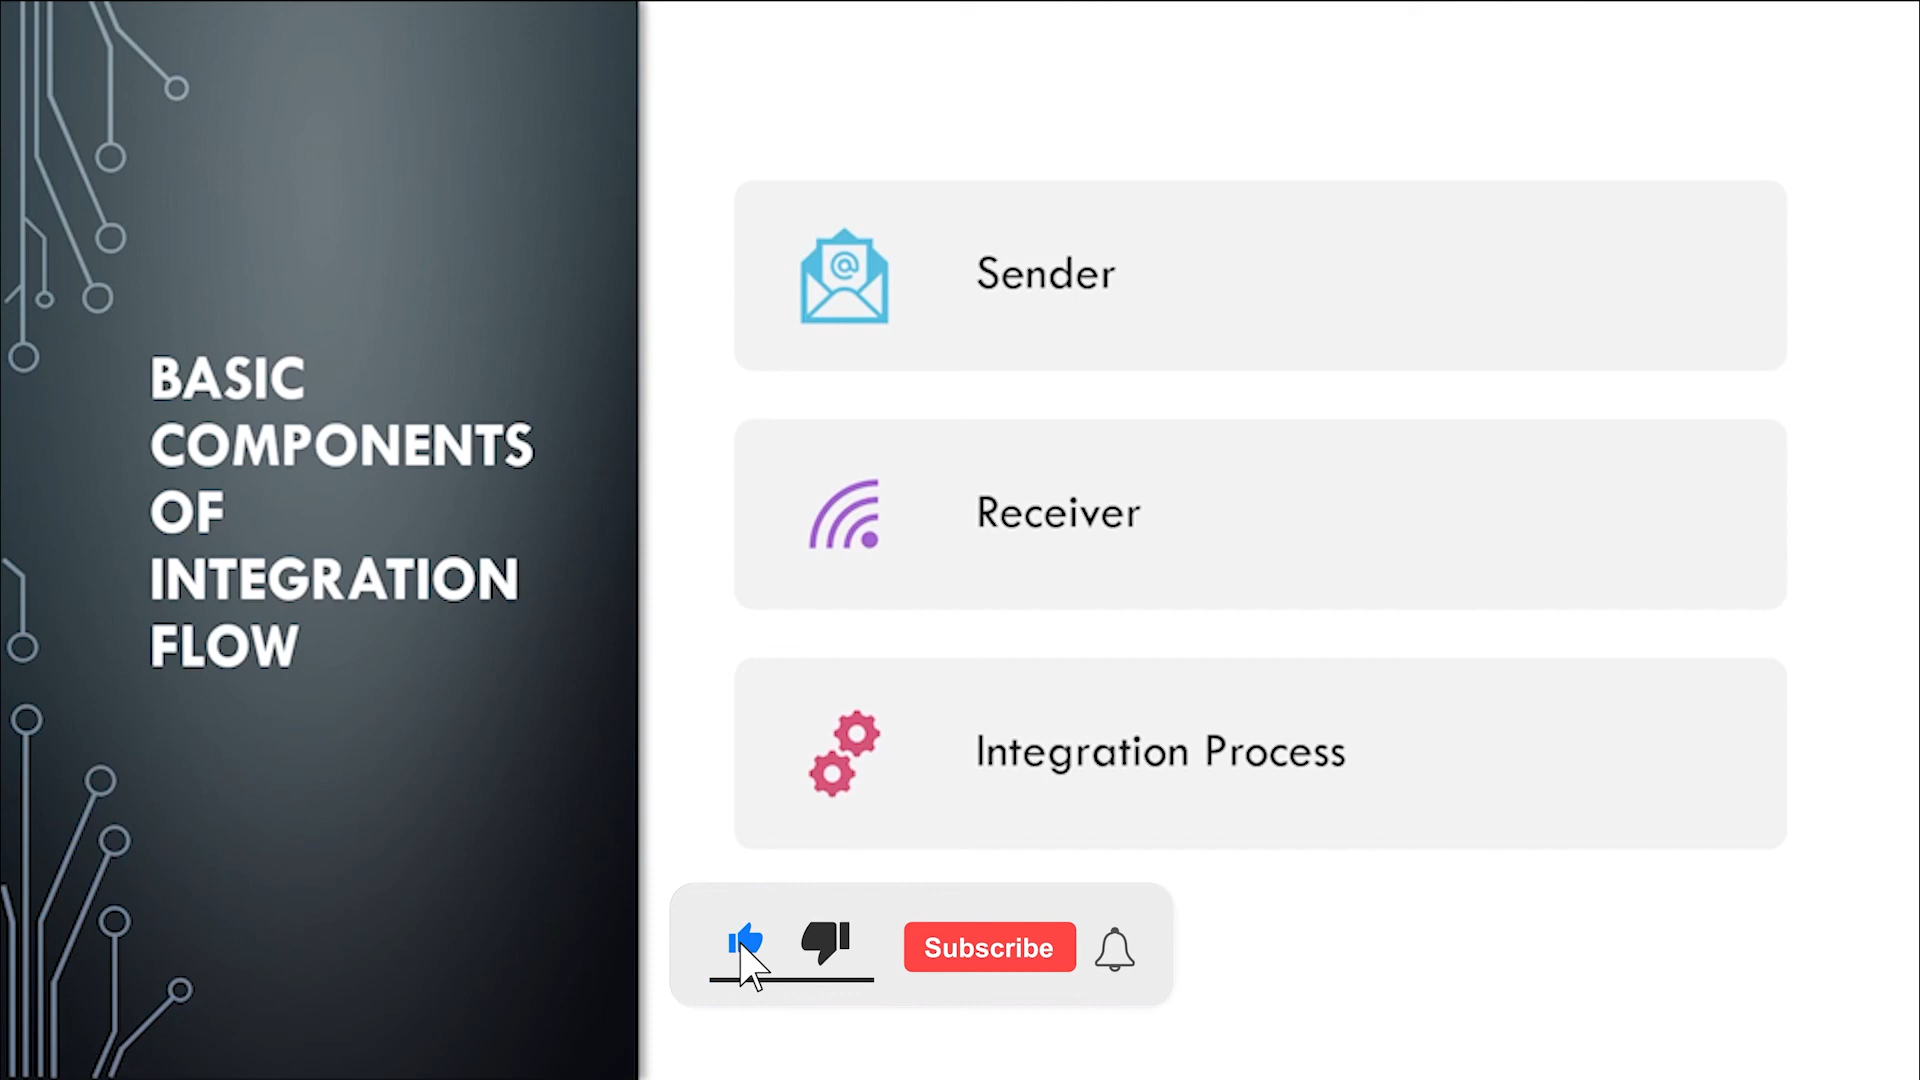 BASIC
COMPONENTS
OF
INTEGRATION
FLOW
@
Sender
Receiver
Integration Process
Subscribe